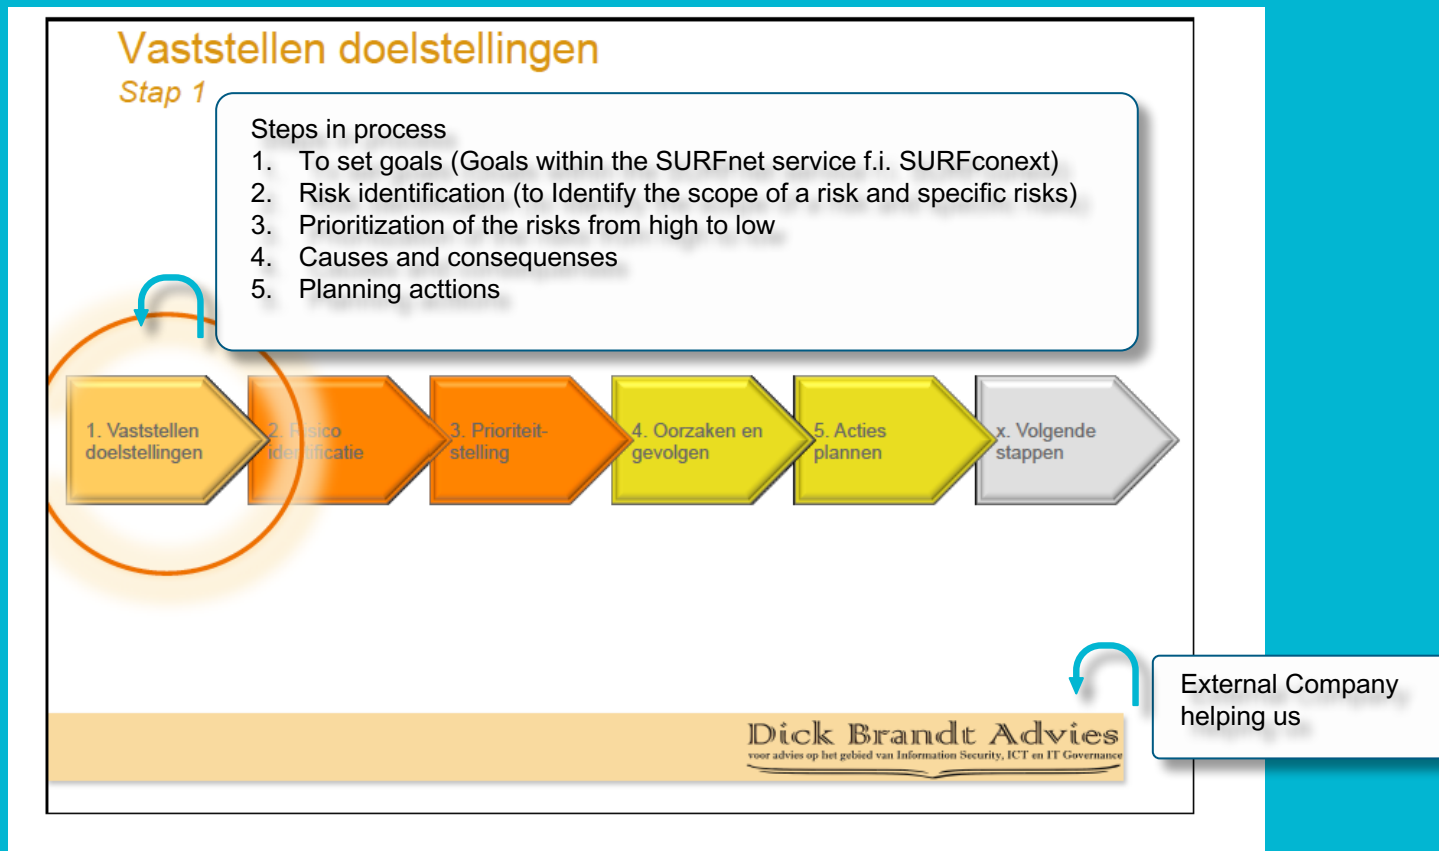 Vaststellen doelstellingen
Stap 1
Steps in process
1. To set goals (Goals within the SURFnet service f.i. SURFconext)
2. Risk identification (to Identify the scope of a risk and specific risks)
3. Prioritization of the risks from high to low
4. Causes and consequenses
5. Planning acttions
1. Vaststellen
doelstellingen
2. Risico
identificatie
3. Prioriteit-
stelling
4. Oorzaken en
gevolgen
5. Acties
plannen
x. Volgende
stappen
External Company
helping us
Dick Brandt Advies
voor advies op het gebied van Information Security, ICT en IT Governance